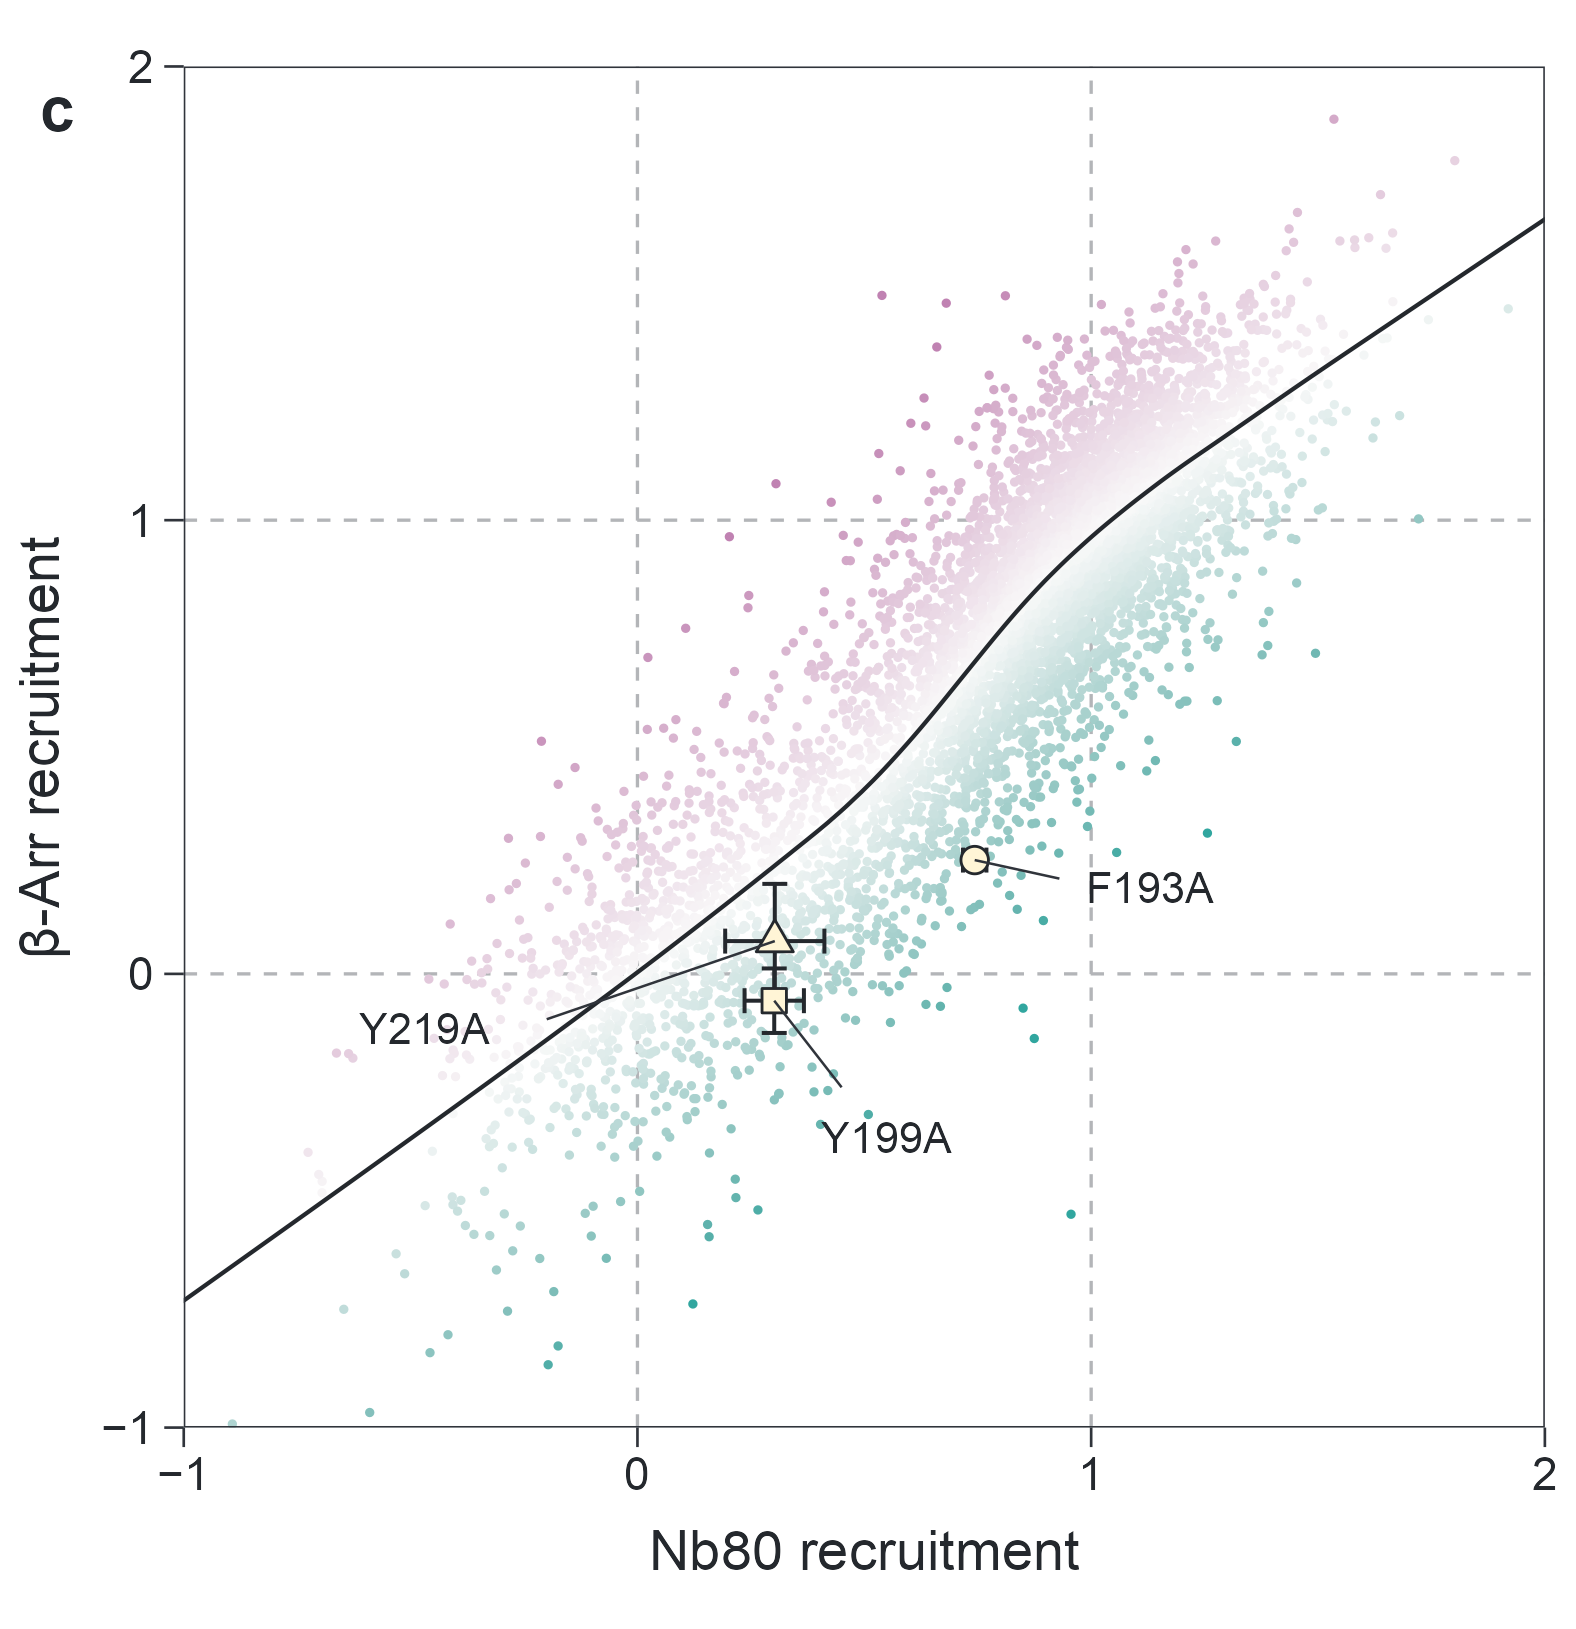 c
2
1
0
−1
β-Arr recruitment
F193A
Y219A
Y199A
−1
0
1
2
Nb80 recruitment